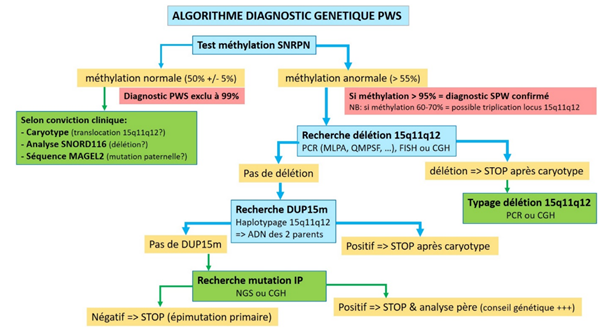 ALGORITHME DIAGNOSTIC GENETIQUE PWS
Test méthylation SNRPN
méthylation normale (50% +/- 5%)
Diagnostic PWS exclu à 99%
méthylation anormale (> 55%)
Si méthylation > 95% = diagnostic SPW confirmé
NB: si méthylation 60-70% = possible triplication locus 15q11q12
Selon conviction clinique:
- Caryotype (translocation 15q11q12?)
- Analyse SNORD116 (délétion?)
- Séquence MAGEL2 (mutation paternelle?)
Recherche délétion 15q11q12
PCR (MLPA, QMPSF, ...), FISH ou CGH
Pas de délétion
délétion => STOP après caryotype
Typage délétion 15q11q12
PCR ou CGH
Recherche DUP15m
Haplotypage 15q11q12
=> ADN des 2 parents
Pas de DUP15m
Positif => STOP après caryotype
Recherche mutation IP
NGS ou CGH
Négatif => STOP (épimutation primaire)
Positif => STOP & analyse père (conseil génétique +++)